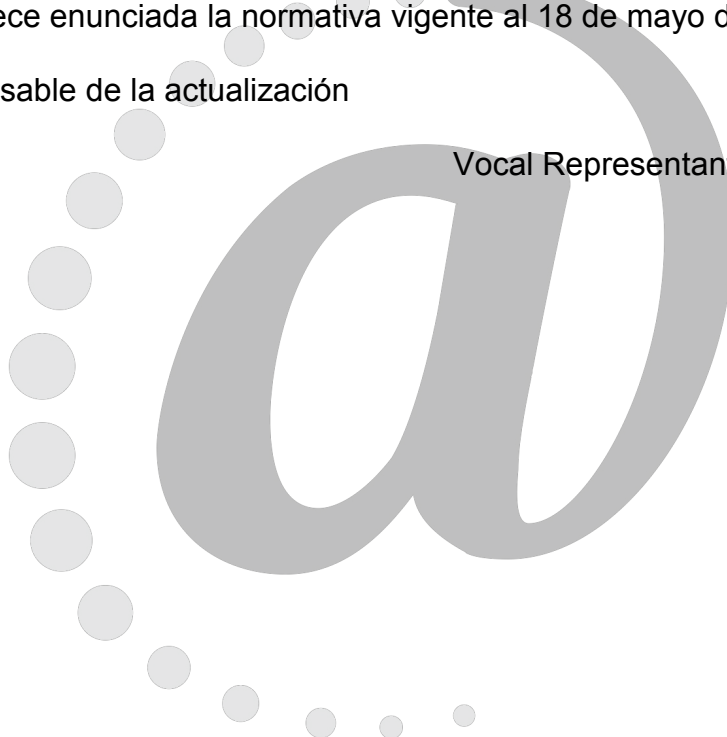 ece enunciada la normativa vigente al 18 de mayo d
sable de la actualización
Vocal Representan